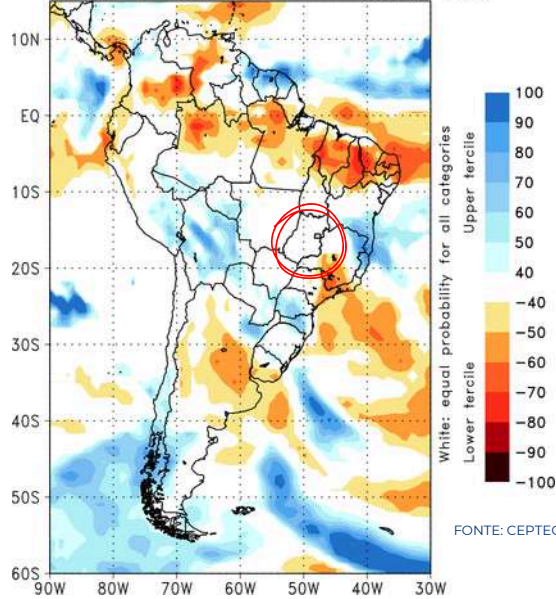 10N
EQ
10S
20S
30S
40S
50S
60S
90W 80W 70W 60W 50W 40W 30W
White: equal probability for all categories
Lower tercile Upper tercile
100
90
80
70
60
50
40
−40
−50
−60
−70
−80
−90
−100
FONTE: CEPTEC